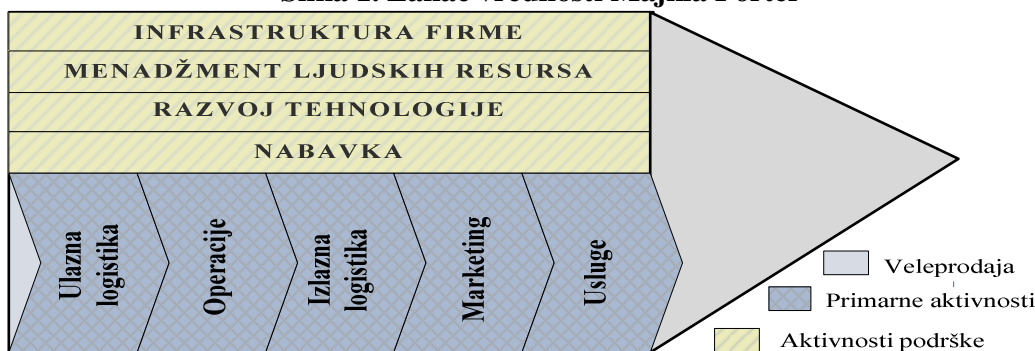 INFRASTRUKTURA FIRME
MENADŽMENT LJUDSKIH RESURSA
RAZVOJ TEHNOLOGIJE
NABAVKA
Ulazna
logistika
Operacije
Izlazna
logistika
Marketing
Usluge
Veleprodaja
Primarne aktivnosti
Aktivnosti podrške